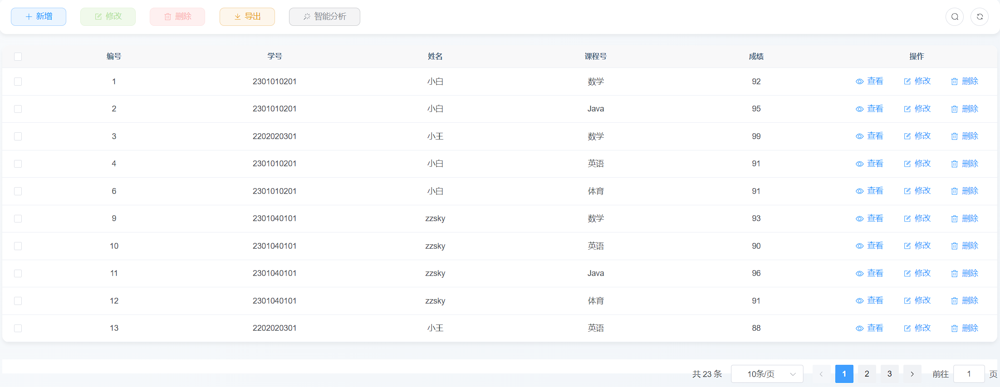 新增 修改 删除 导出 智能分析
编号 学号 姓名 课程号 成绩 操作
1 2301010201 小白 数学 92 查看 修改 删除
2 2301010201 小白 Java 95 查看 修改 删除
3 2202020301 小王 数学 99 查看 修改 删除
4 2301010201 小白 英语 91 查看 修改 删除
6 2301010201 小白 体育 91 查看 修改 删除
9 2301040101 zzsky 数学 93 查看 修改 删除
10 2301040101 zzsky 英语 90 查看 修改 删除
11 2301040101 zzsky Java 96 查看 修改 删除
12 2301040101 zzsky 体育 91 查看 修改 删除
13 2202020301 小王 英语 88 查看 修改 删除
共 23 条 10条/页 1 2 3 前往 1 页